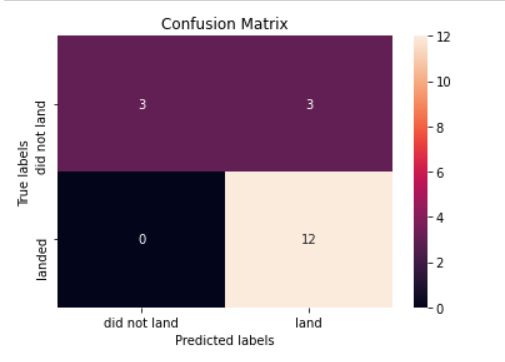 Confusion Matrix
True labels
did not land
landed
3
3
0
12
did not land
land
Predicted labels
12
10
8
6
4
2
0